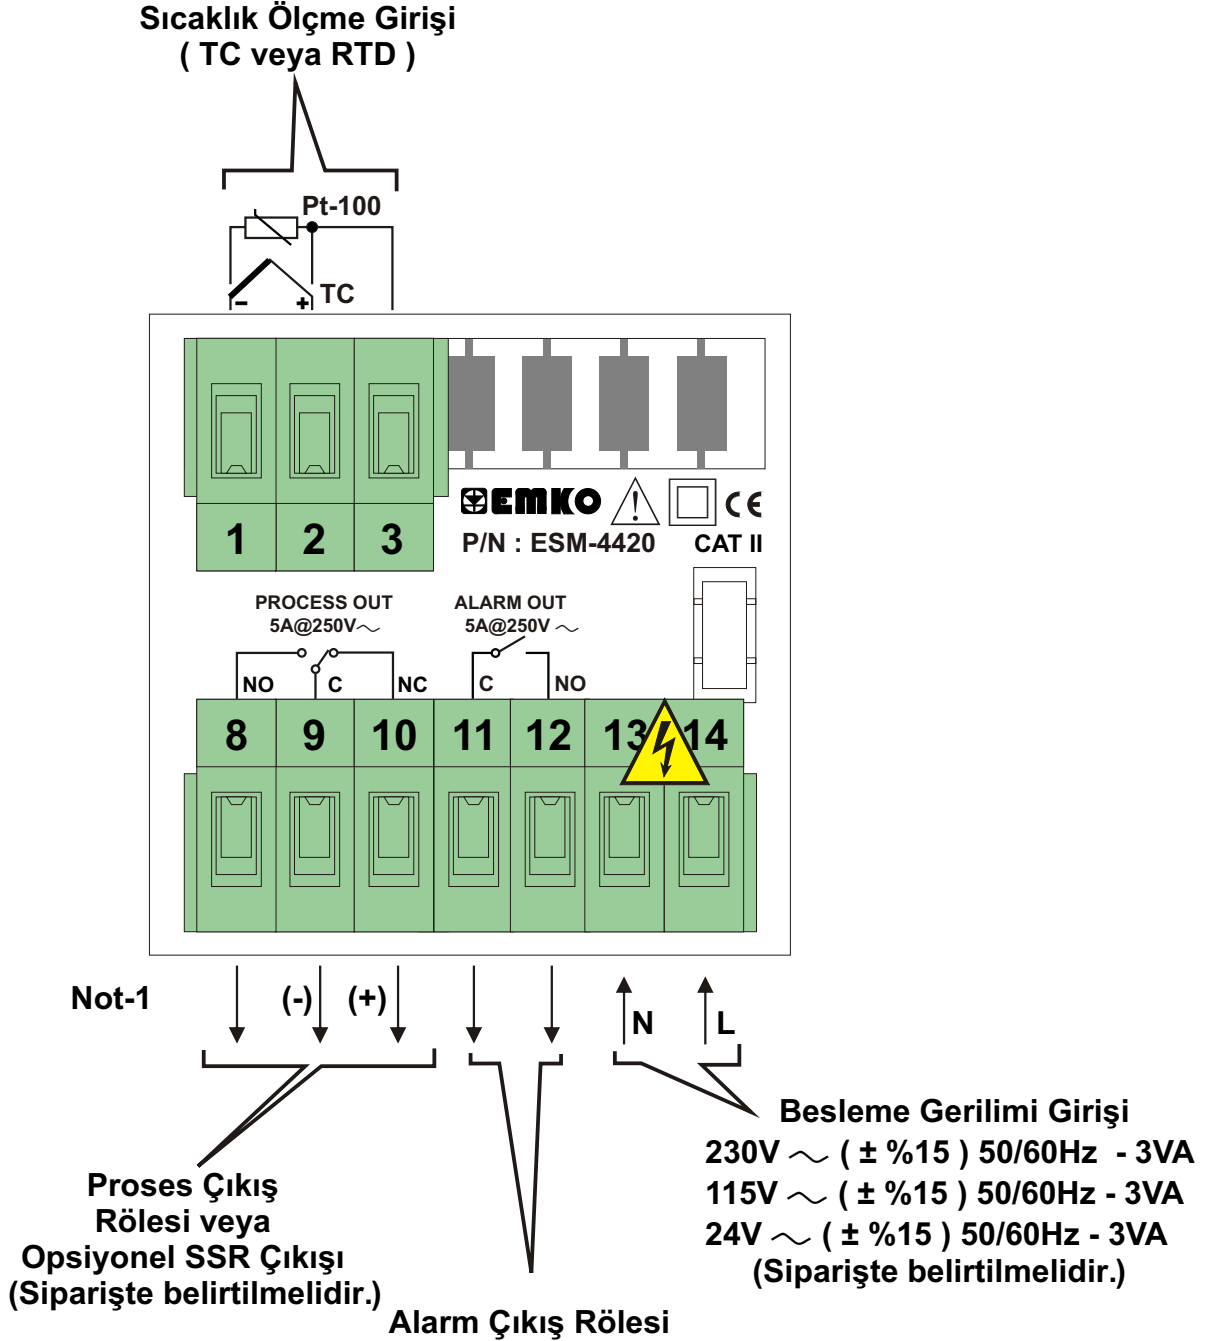 Sıcaklık Ölçme Girişi
( TC veya RTD )
Pt-100
TC
- +
1 2 3
EMKO
CE
P/N : ESM-4420 CAT II
PROCESS OUT
5A@250V～
ALARM OUT
5A@250V ～
NO C NC C NO
8 9 10 11 12 13 14
Not-1 (-) (+) N L
Besleme Gerilimi Girişi
230V ～ ( ± %15 ) 50/60Hz - 3VA
115V ～ ( ± %15 ) 50/60Hz - 3VA
24V ～ ( ± %15 ) 50/60Hz - 3VA
(Siparişte belirtilmelidir.)
Proses Çıkış
Rölesi veya
Opsiyonel SSR Çıkışı
(Siparişte belirtilmelidir.)
Alarm Çıkış Rölesi